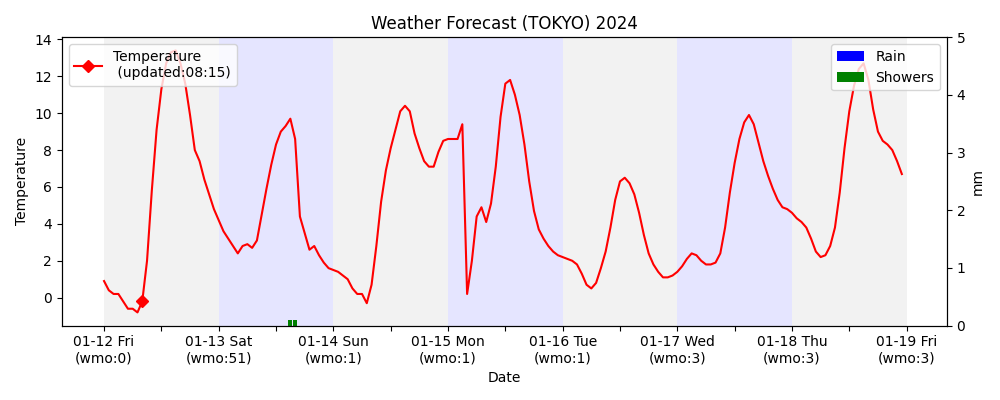 Weather Forecast (TOKYO) 2024
Temperature
(updated:08:15)
Rain
Showers
14
12
10
8
6
4
2
0
Temperature
5
4
3
2
1
0
mm
01-12 Fri
(wmo:0)
01-13 Sat
(wmo:51)
01-14 Sun
(wmo:1)
01-15 Mon
(wmo:1)
01-16 Tue
(wmo:1)
01-17 Wed
(wmo:3)
01-18 Thu
(wmo:3)
01-19 Fri
(wmo:3)
Date